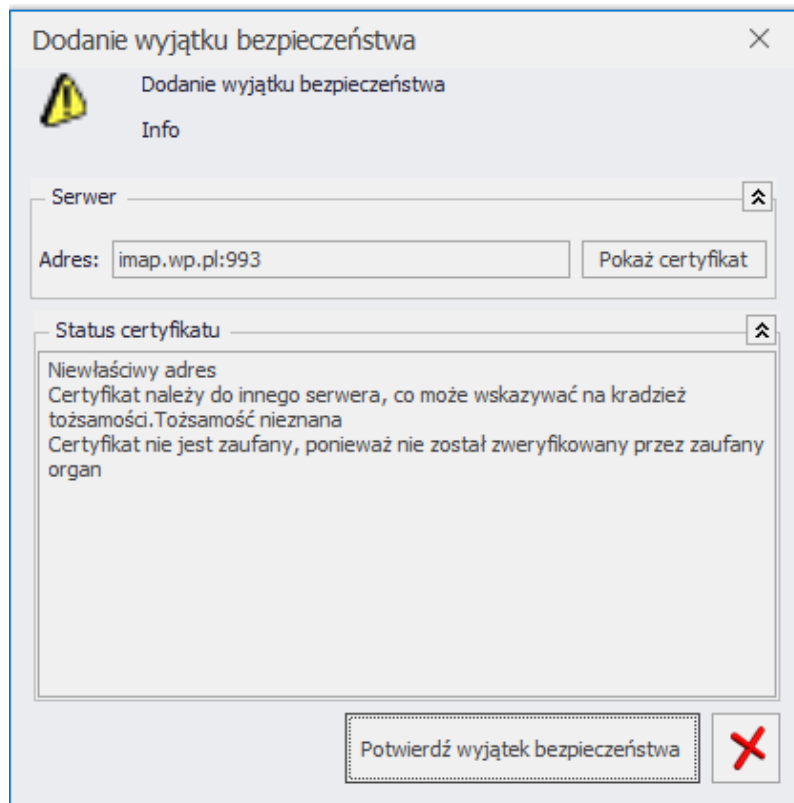 Dodanie wyjątku bezpieczeństwa
Dodanie wyjątku bezpieczeństwa
Info
Serwer
Adres: imap.wp.pl:993 Pokaż certyfikat
Status certyfikatu
Niewłaściwy adres
Certyfikat należy do innego serwera, co może wskazywać na kradzież
tożsamości.Tożsamość nieznana
Certyfikat nie jest zaufany, ponieważ nie został zweryfikowany przez zaufany
organ
Potwierdź wyjątek bezpieczeństwa